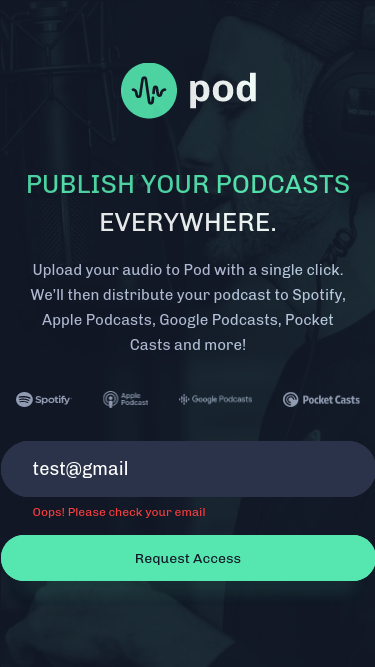 pod
PUBLISH YOUR PODCASTS
EVERYWHERE.
Upload your audio to Pod with a single click.
We'll then distribute your podcast to Spotify,
Apple Podcasts, Google Podcasts, Pocket
Casts and more!
Spotify Apple Podcast Google Podcasts Pocket Casts
test@gmail
Oops! Please check your email
Request Access